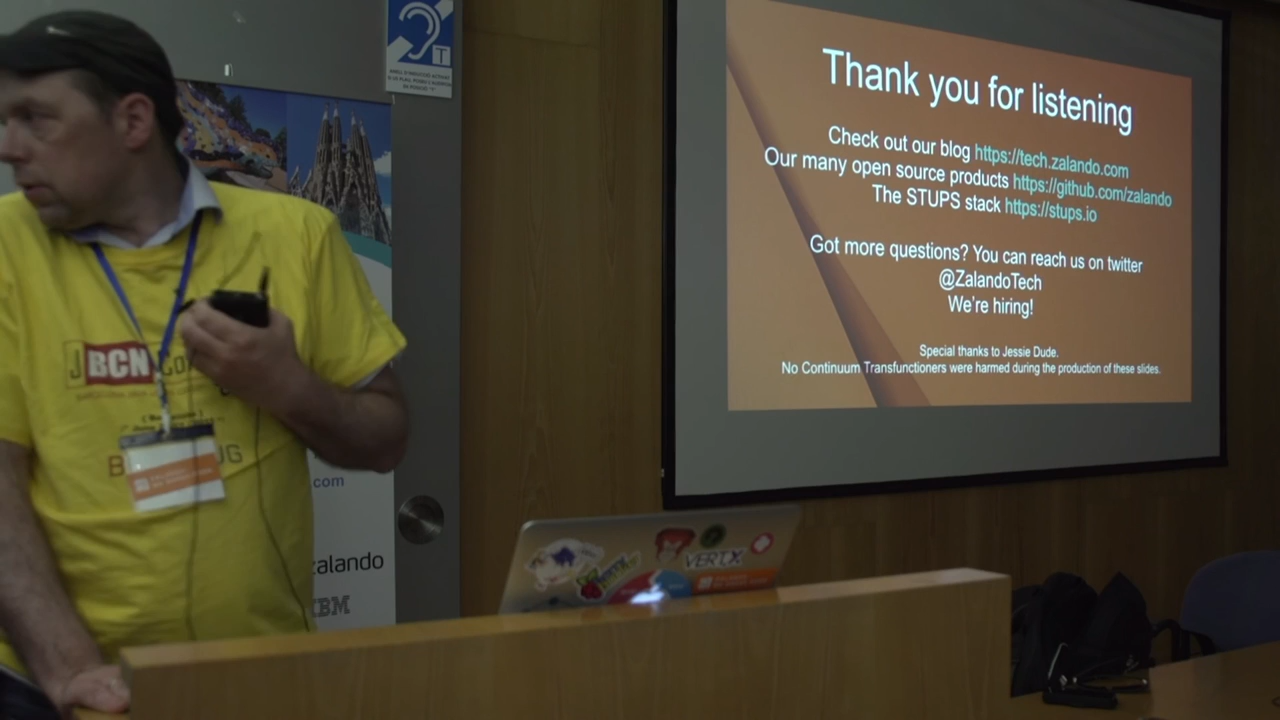 Thank you for listening
Check out our blog https://tech.zalando.com
Our many open source products https://github.com/zalando
The STUPS stack https://stups.io
Got more questions? You can reach us on twitter
@ZalandoTech
We're hiring!
Special thanks to Jessie Dude.
No Continuum Transfunctioners were harmed during the production of these slides.
T
JBCN
.com
zalando
IBM
VERT.X